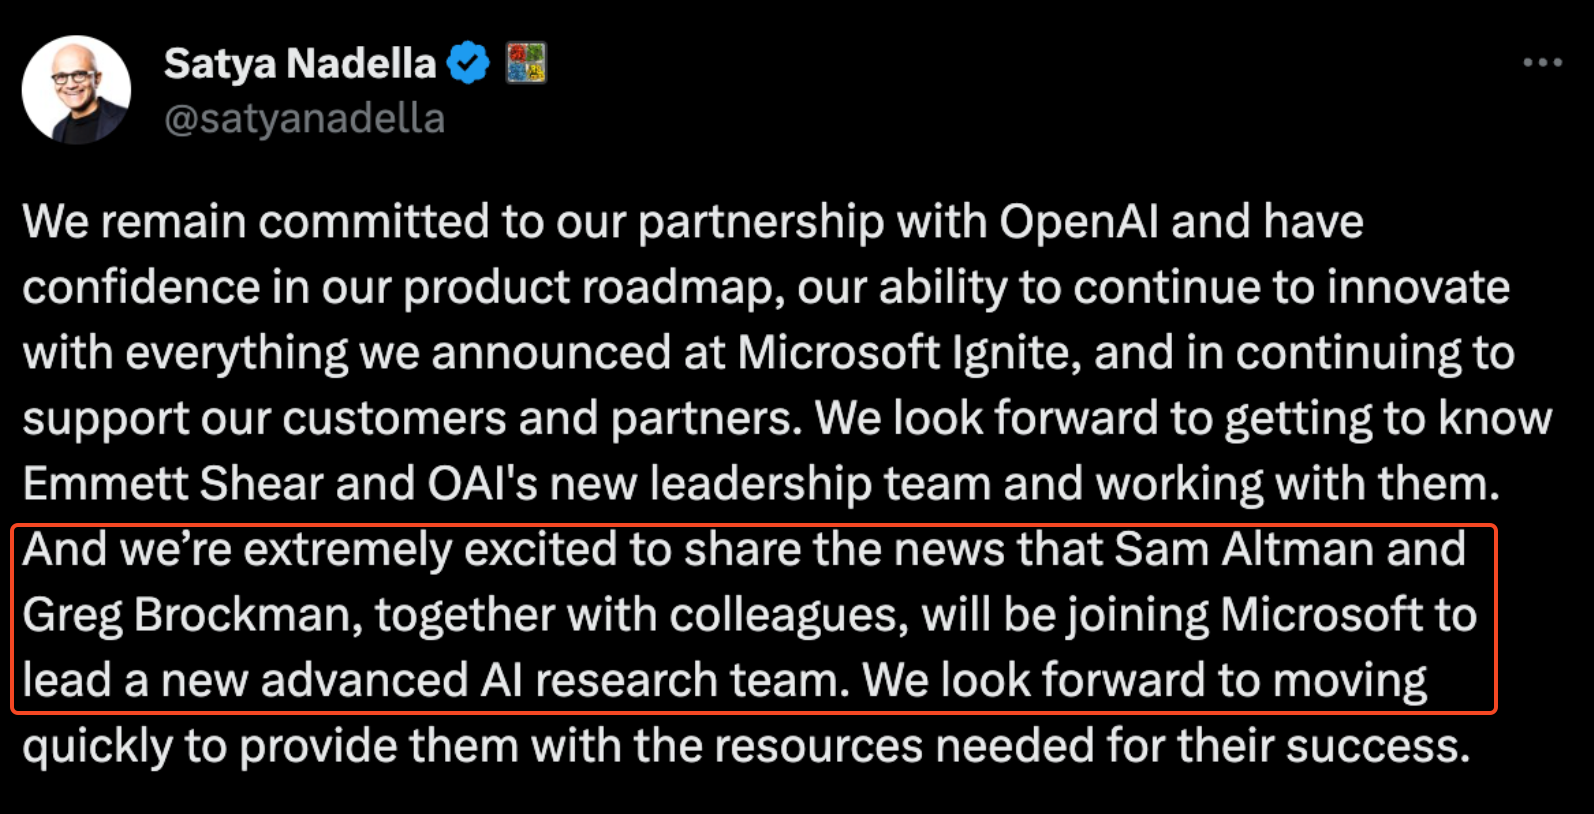 Satya Nadella
@satyanadella
We remain committed to our partnership with OpenAI and have
confidence in our product roadmap, our ability to continue to innovate
with everything we announced at Microsoft Ignite, and in continuing to
support our customers and partners. We look forward to getting to know
Emmett Shear and OAI's new leadership team and working with them.
And we’re extremely excited to share the news that Sam Altman and
Greg Brockman, together with colleagues, will be joining Microsoft to
lead a new advanced AI research team. We look forward to moving
quickly to provide them with the resources needed for their success.